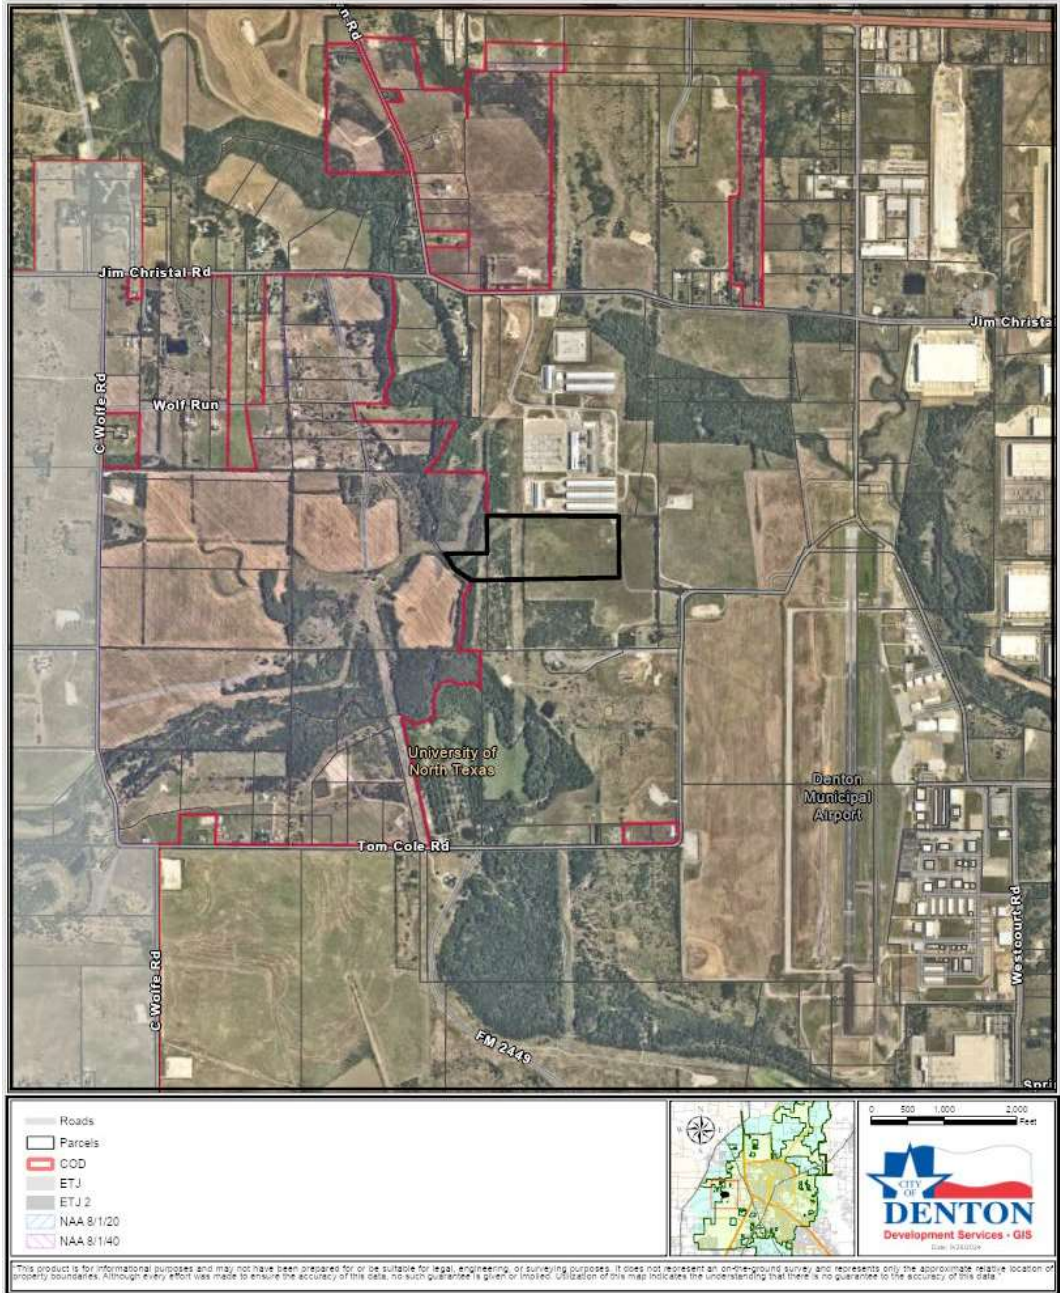 n Rd
Jim Christal Rd
Jim Christa
C Wolfe Rd
Wolf Run
University of
North Texas
Denton
Municipal
Airport
Tom Cole Rd
C Wolfe Rd
Westcourt Rd
FM 2449
Spri
Roads
Parcels
COD
ETJ
ETJ 2
NAA 8/1/20
NAA 8/1/40
N
W E
S
0 500 1,000 2,000
Feet
CITY
OF
DENTON
Development Services - GIS
"This product is for informational purposes and may not have been prepared for or be suitable for legal, engineering, or surveying purposes. It does not represent an on-the-ground survey and represents only the approximate relative location of
property boundaries. Although every effort was made to ensure the accuracy of this data, no such guarantee is given or implied. Utilization of this map indicates the understanding that there is no guarantee to the accuracy of this data."